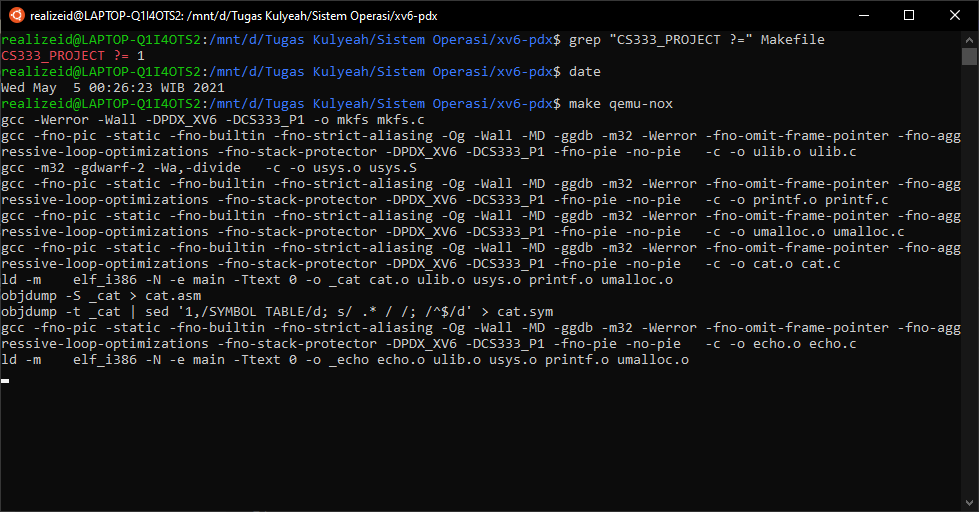 realizeid@LAPTOP-Q1I4OTS2: /mnt/d/Tugas Kulyeah/Sistem Operasi/xv6-pdx
realizeid@LAPTOP-Q1I4OTS2:/mnt/d/Tugas Kulyeah/Sistem Operasi/xv6-pdx$ grep "CS333_PROJECT ?=" Makefile
CS333_PROJECT ?= 1
realizeid@LAPTOP-Q1I4OTS2:/mnt/d/Tugas Kulyeah/Sistem Operasi/xv6-pdx$ date
Wed May  5 00:26:23 WIB 2021
realizeid@LAPTOP-Q1I4OTS2:/mnt/d/Tugas Kulyeah/Sistem Operasi/xv6-pdx$ make qemu-nox
gcc -Werror -Wall -DPDX_XV6 -DCS333_P1 -o mkfs mkfs.c
gcc -fno-pic -static -fno-builtin -fno-strict-aliasing -Og -Wall -MD -ggdb -m32 -Werror -fno-omit-frame-pointer -fno-agg
ressive-loop-optimizations -fno-stack-protector -DPDX_XV6 -DCS333_P1 -fno-pie -no-pie   -c -o ulib.o ulib.c
gcc -m32 -gdwarf-2 -Wa,-divide   -c -o usys.o usys.S
gcc -fno-pic -static -fno-builtin -fno-strict-aliasing -Og -Wall -MD -ggdb -m32 -Werror -fno-omit-frame-pointer -fno-agg
ressive-loop-optimizations -fno-stack-protector -DPDX_XV6 -DCS333_P1 -fno-pie -no-pie   -c -o printf.o printf.c
gcc -fno-pic -static -fno-builtin -fno-strict-aliasing -Og -Wall -MD -ggdb -m32 -Werror -fno-omit-frame-pointer -fno-agg
ressive-loop-optimizations -fno-stack-protector -DPDX_XV6 -DCS333_P1 -fno-pie -no-pie   -c -o umalloc.o umalloc.c
gcc -fno-pic -static -fno-builtin -fno-strict-aliasing -Og -Wall -MD -ggdb -m32 -Werror -fno-omit-frame-pointer -fno-agg
ressive-loop-optimizations -fno-stack-protector -DPDX_XV6 -DCS333_P1 -fno-pie -no-pie   -c -o cat.o cat.c
ld -m    elf_i386 -N -e main -Ttext 0 -o _cat cat.o ulib.o usys.o printf.o umalloc.o
objdump -S _cat > cat.asm
objdump -t _cat | sed '1,/SYMBOL TABLE/d; s/ .* / /; /^$/d' > cat.sym
gcc -fno-pic -static -fno-builtin -fno-strict-aliasing -Og -Wall -MD -ggdb -m32 -Werror -fno-omit-frame-pointer -fno-agg
ressive-loop-optimizations -fno-stack-protector -DPDX_XV6 -DCS333_P1 -fno-pie -no-pie   -c -o echo.o echo.c
ld -m    elf_i386 -N -e main -Ttext 0 -o _echo echo.o ulib.o usys.o printf.o umalloc.o